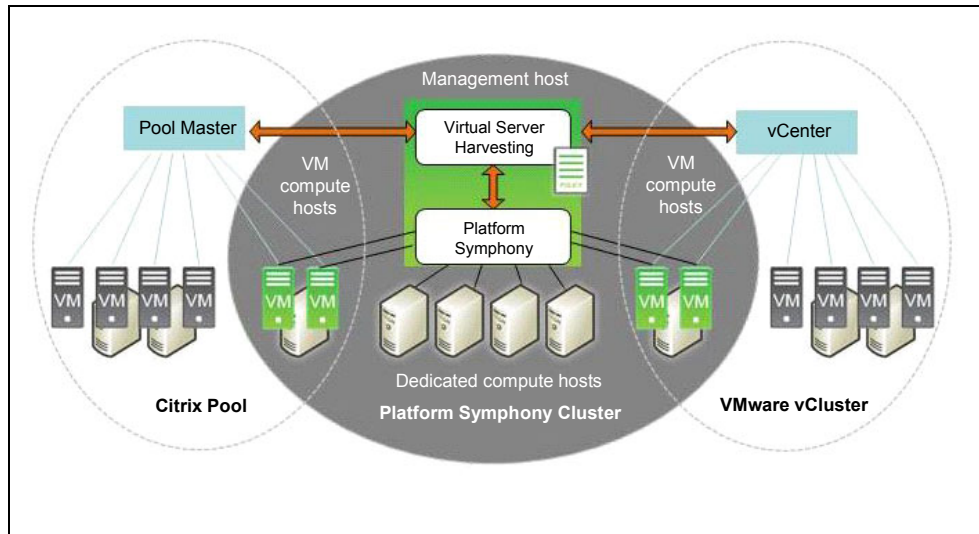 Management host
Pool Master
Virtual Server
Harvesting
vCenter
POLICY
VM
compute
hosts
VM
compute
hosts
Platform
Symphony
VM
VM
VM
VM
VM
VM
VM
VM
VM
VM
VM
VM
Dedicated compute hosts
Citrix Pool
Platform Symphony Cluster
VMware vCluster